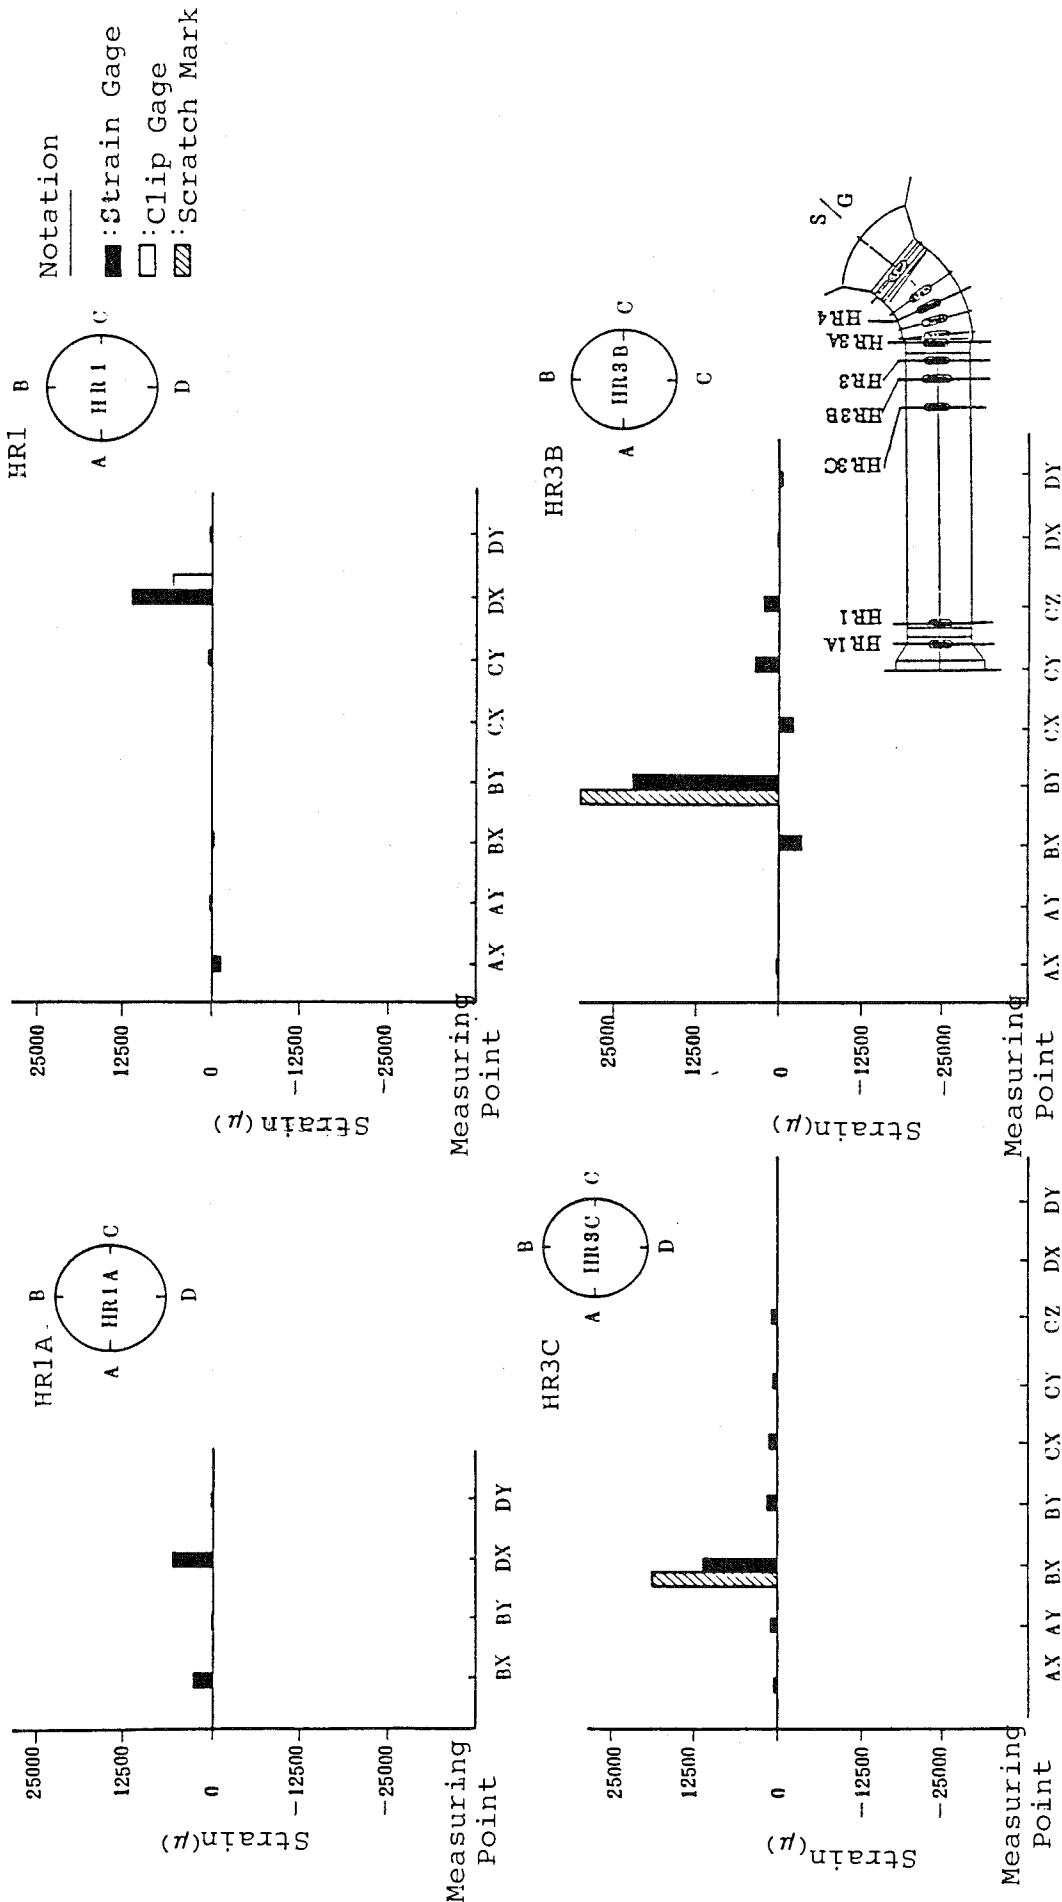 HR1A
B
A
HR1A
C
D
25000
12500
0
-12500
-25000
Strain(μ)
Measuring
Point
BX BY DX DY
HR1
B
A
HR1
C
D
25000
12500
0
-12500
-25000
Strain(μ)
Measuring
Point
AX AY BX BY CX CY DX DY
Notation
:Strain Gage
:Clip Gage
:Scratch Mark
HR3C
B
A
HR3C
C
D
25000
12500
0
-12500
-25000
Strain(μ)
Measuring
Point
AX AY BX BY CX CY CZ DX DY
HR3B
B
A
HR3B
C
C
25000
12500
0
-12500
-25000
Strain(μ)
Measuring
Point
AX AY BX BY CX CY CZ DX DY
HR1A
HR1
HR3C
HR3B
HR3
HR3A
HR4
S/G